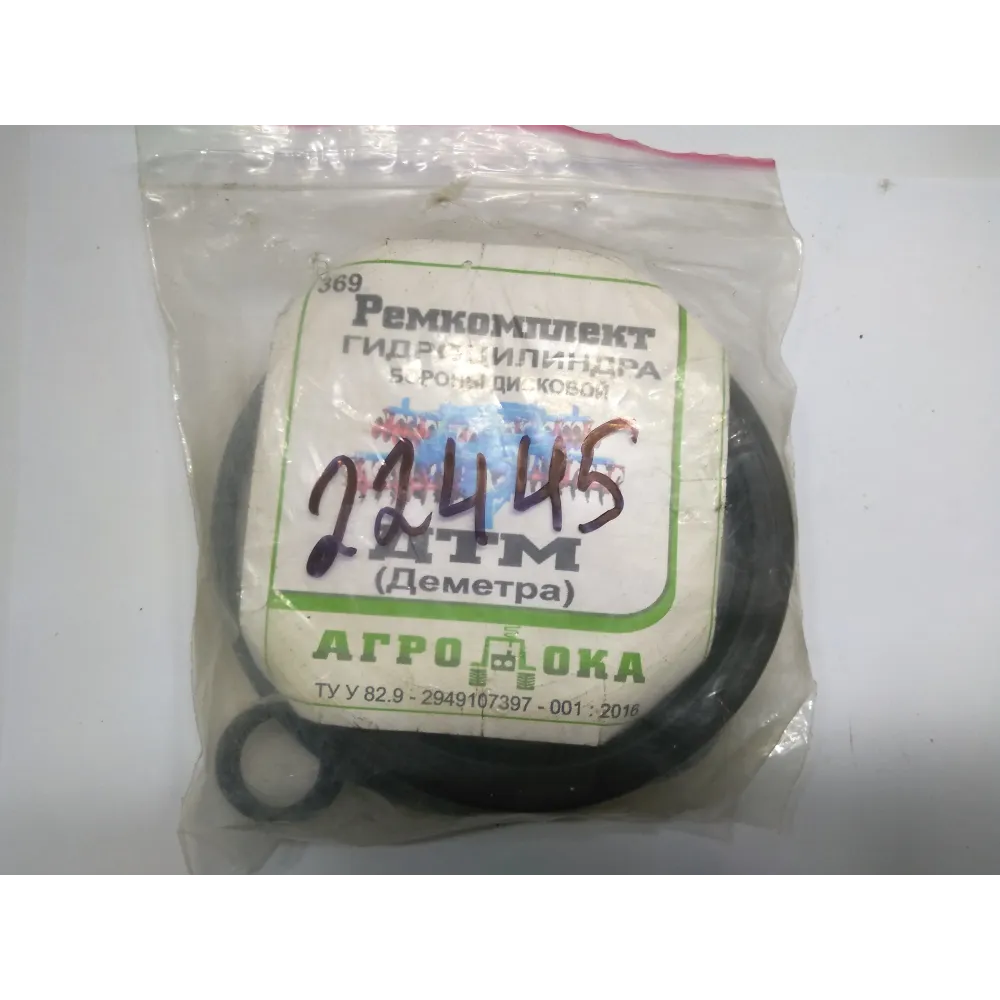 369
Ремкомплект
ГИДРОЦИЛИНДРА
БОРОНЫ ДИСКОВОЙ
22445
ДТМ
(Деметра)
АГРО ОКА
ТУ У 82.9 - 2949107397 - 001 : 2016